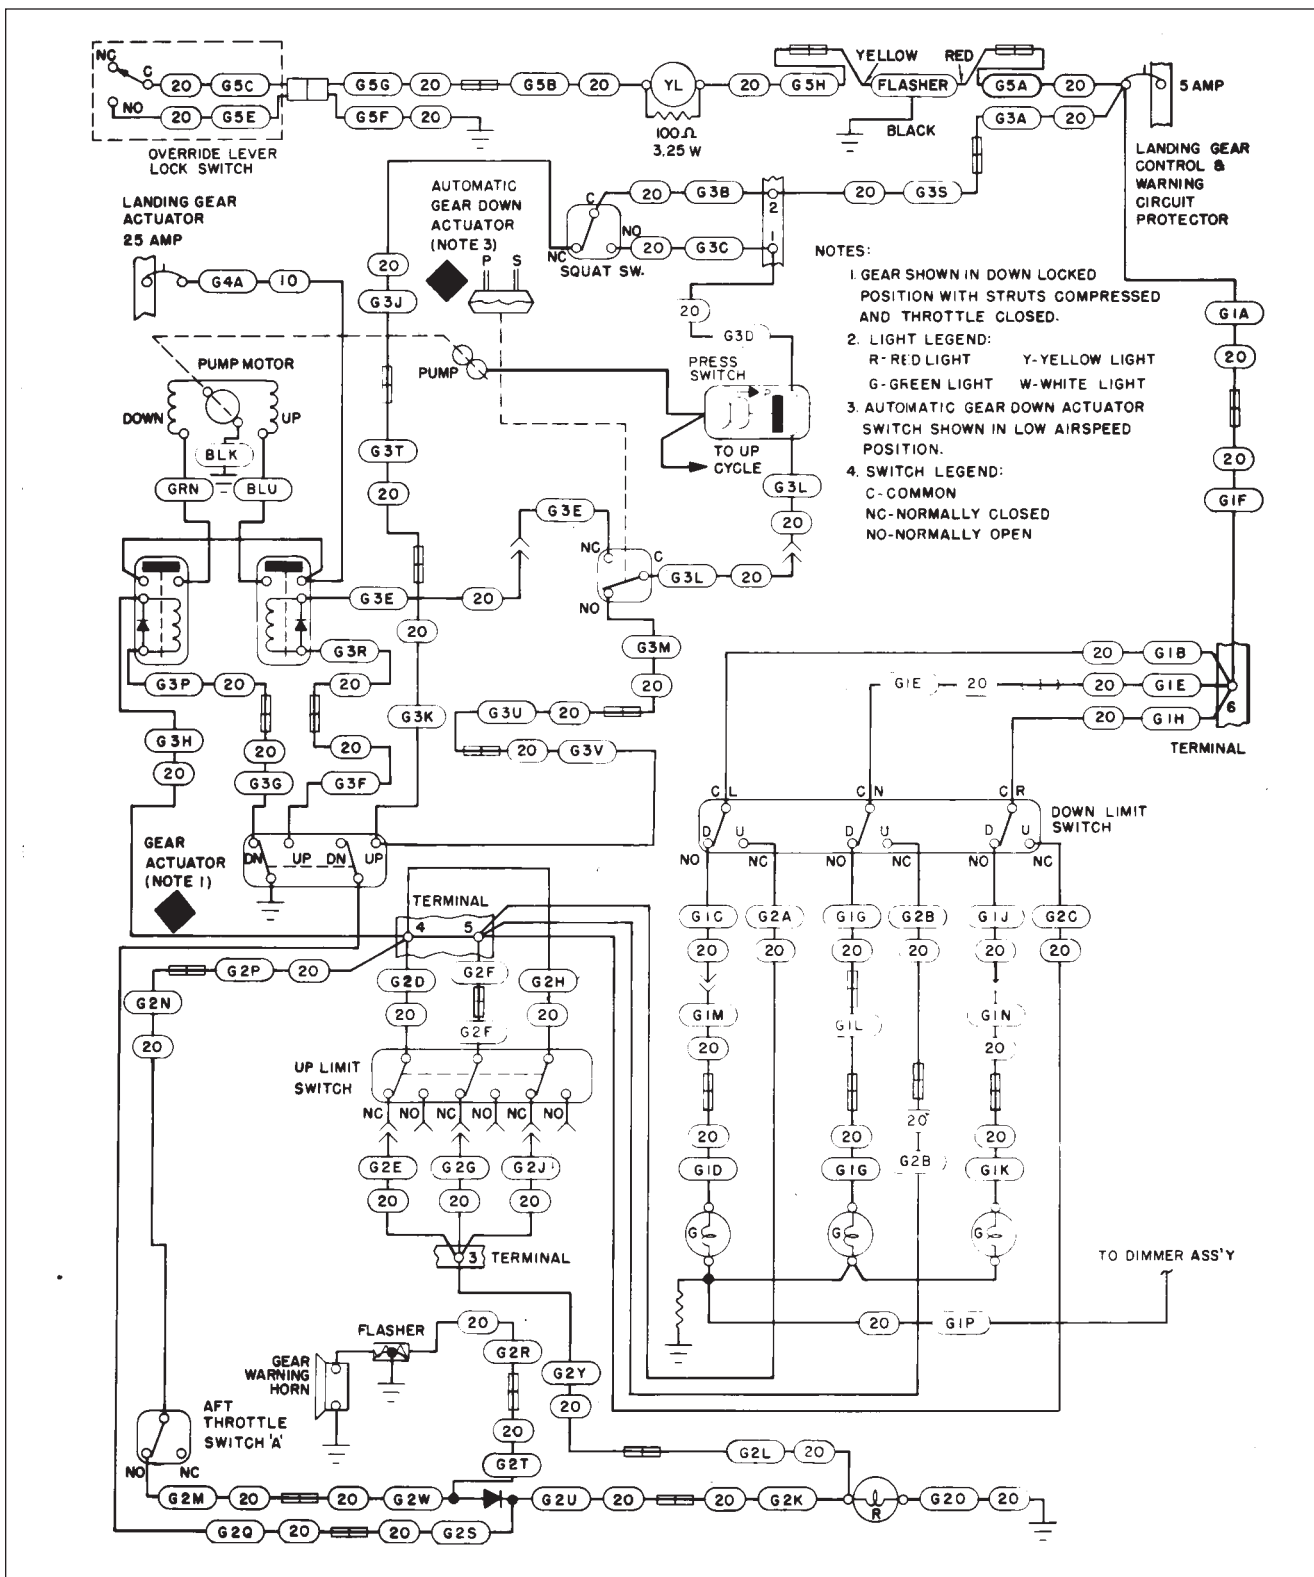 NC
C
20 G5C
G5G 20
G5B 20
YL
20 G5H
YELLOW
FLASHER
RED
G5A 20
5 AMP
NO
20 G5E
G5F 20
100Ω
3.25 W
BLACK
G3A 20
OVERRIDE LEVER
LOCK SWITCH
LANDING GEAR
CONTROL &
WARNING
CIRCUIT
PROTECTOR
LANDING GEAR
ACTUATOR
25 AMP
AUTOMATIC
GEAR DOWN
ACTUATOR
(NOTE 3)
P S
C
20 G3B
2
20 G3S
NO
20 G3C
1
NC
SQUAT SW.
G4A 10
20
G3J
20
G3D
NOTES:
1. GEAR SHOWN IN DOWN LOCKED
POSITION WITH STRUTS COMPRESSED
AND THROTTLE CLOSED.
2. LIGHT LEGEND:
R-RED LIGHT Y-YELLOW LIGHT
G-GREEN LIGHT W-WHITE LIGHT
3. AUTOMATIC GEAR DOWN ACTUATOR
SWITCH SHOWN IN LOW AIRSPEED
POSITION.
4. SWITCH LEGEND:
C-COMMON
NC-NORMALLY CLOSED
NO-NORMALLY OPEN
G1A
20
20
G1F
PUMP MOTOR
PUMP
PRESS
SWITCH
P
DOWN
UP
BLK
GRN
BLU
TO UP
CYCLE
G3T
20
G3L
20
G3E
NC
C
G3L 20
NO
G3E 20
20
G3R
20
G3P 20
G3M
20
G3K
G3U 20
20 G3V
G3H
20
20
G3G
20
G3F
20 G1B
G1E 20
20 G1E
20 G1H
6
TERMINAL
C L
C N
C R
DOWN LIMIT
SWITCH
D U
D U
D U
NO NC
NO NC
NO NC
GEAR
ACTUATOR
(NOTE 1)
DN UP DN UP
TERMINAL
4 5
G1C G2A G1G G2B G1J G2C
20 20 20 20 20 20
G2P 20
G2N
20
G2D
20
G2F
G2F
G2H
20
G1M
20
G1L
G1N
20
UP LIMIT
SWITCH
NC NO NC NO NC NO
20
20
20
20
G1D
G1G
G2B
G1K
G2E G2G G2J
20 20 20
G G G
3 TERMINAL
TO DIMMER ASS'Y
20 G1P
FLASHER
20
G2R
GEAR
WARNING
HORN
G2Y
20
20
G2T
AFT
THROTTLE
SWITCH 'A'
NO NC
G2L 20
G2M 20
20 G2W
G2U 20
20 G2K
R
G2O 20
G2Q 20
20 G2S